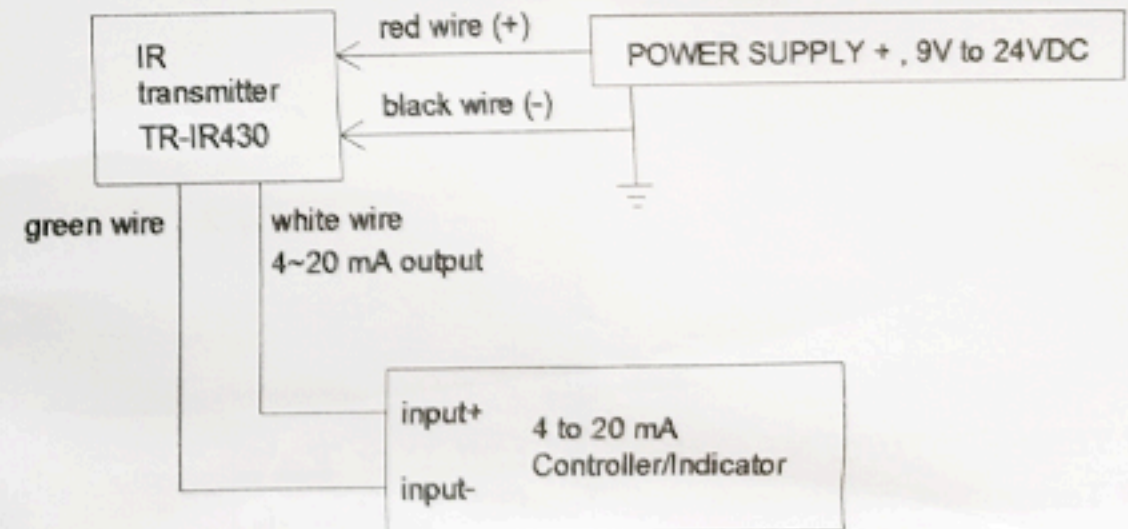 IR
transmitter
TR-IR430
red wire (+)
black wire (-)
POWER SUPPLY + , 9V to 24VDC
green wire
white wire
4~20 mA output
input+
input-
4 to 20 mA
Controller/Indicator